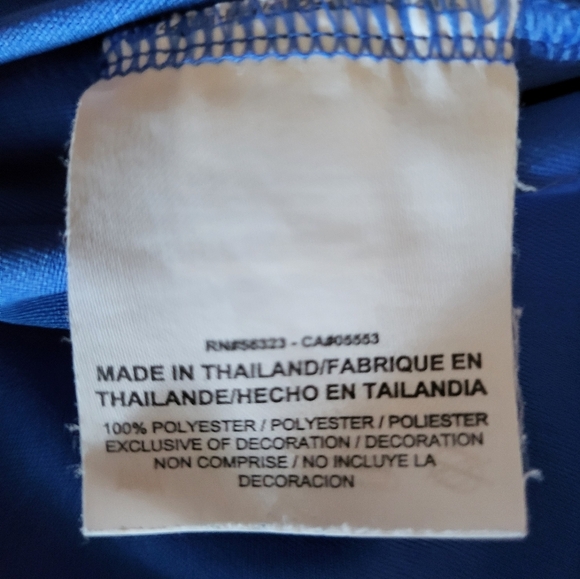 RN#56323 - CA#05553
MADE IN THAILAND/FABRIQUE EN
THAILANDE/HECHO EN TAILANDIA
100% POLYESTER / POLYESTER / POLIESTER
EXCLUSIVE OF DECORATION / DECORATION
NON COMPRISE / NO INCLUYE LA
DECORACION